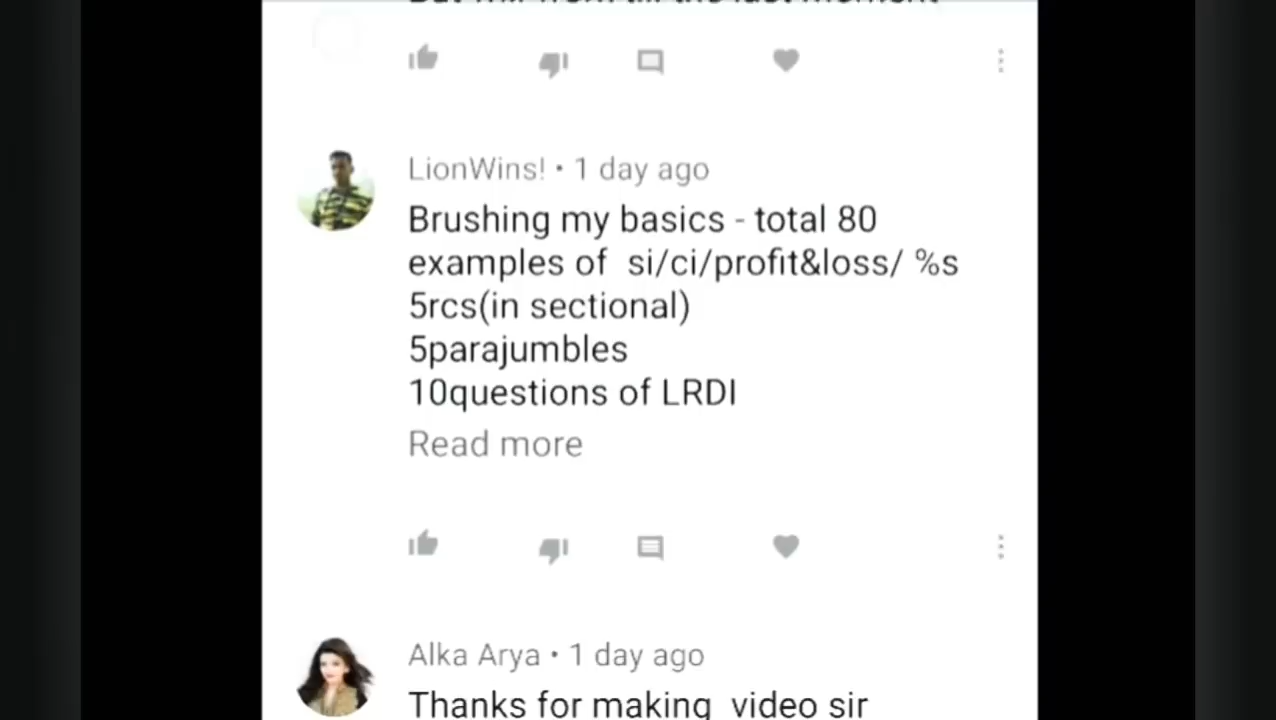 LionWins! • 1 day ago
Brushing my basics - total 80
examples of  si/ci/profit&loss/ %s
5rcs(in sectional)
5parajumbles
10questions of LRDI
Read more
Alka Arya • 1 day ago
Thanks for making  video sir